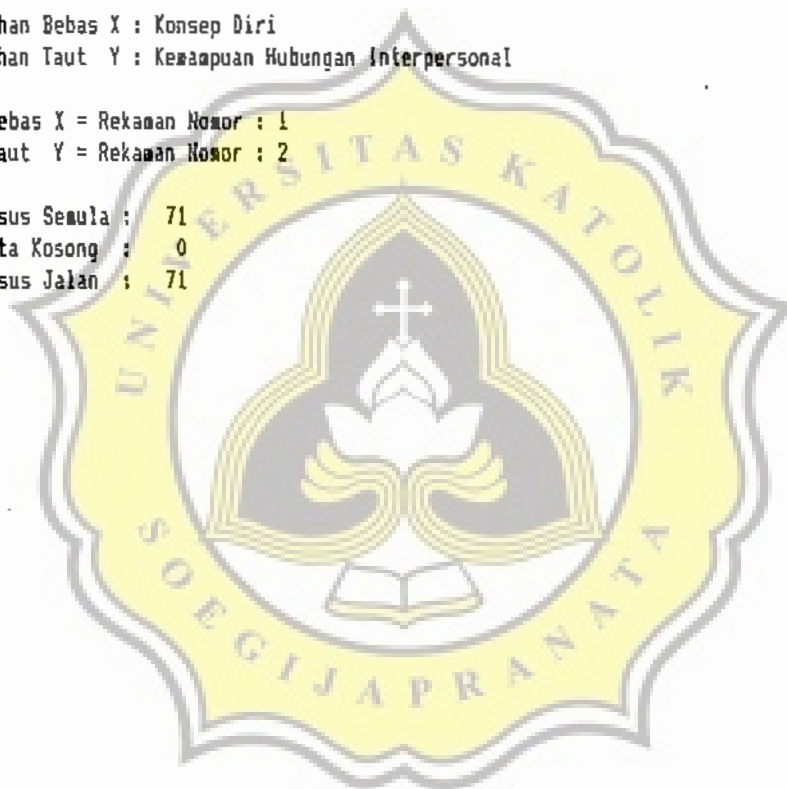 han Bebas X : Konsep Diri
han Taut Y : Kemampuan Hubungan Interpersonal
ebas X = Rekaman Nomor : 1
aut Y = Rekaman Nomor : 2
sus Semula : 71
ta Kosong : 0
sus Jalan : 71
UNIVERSITAS KATOLIK
SOEGIJAPRANATA